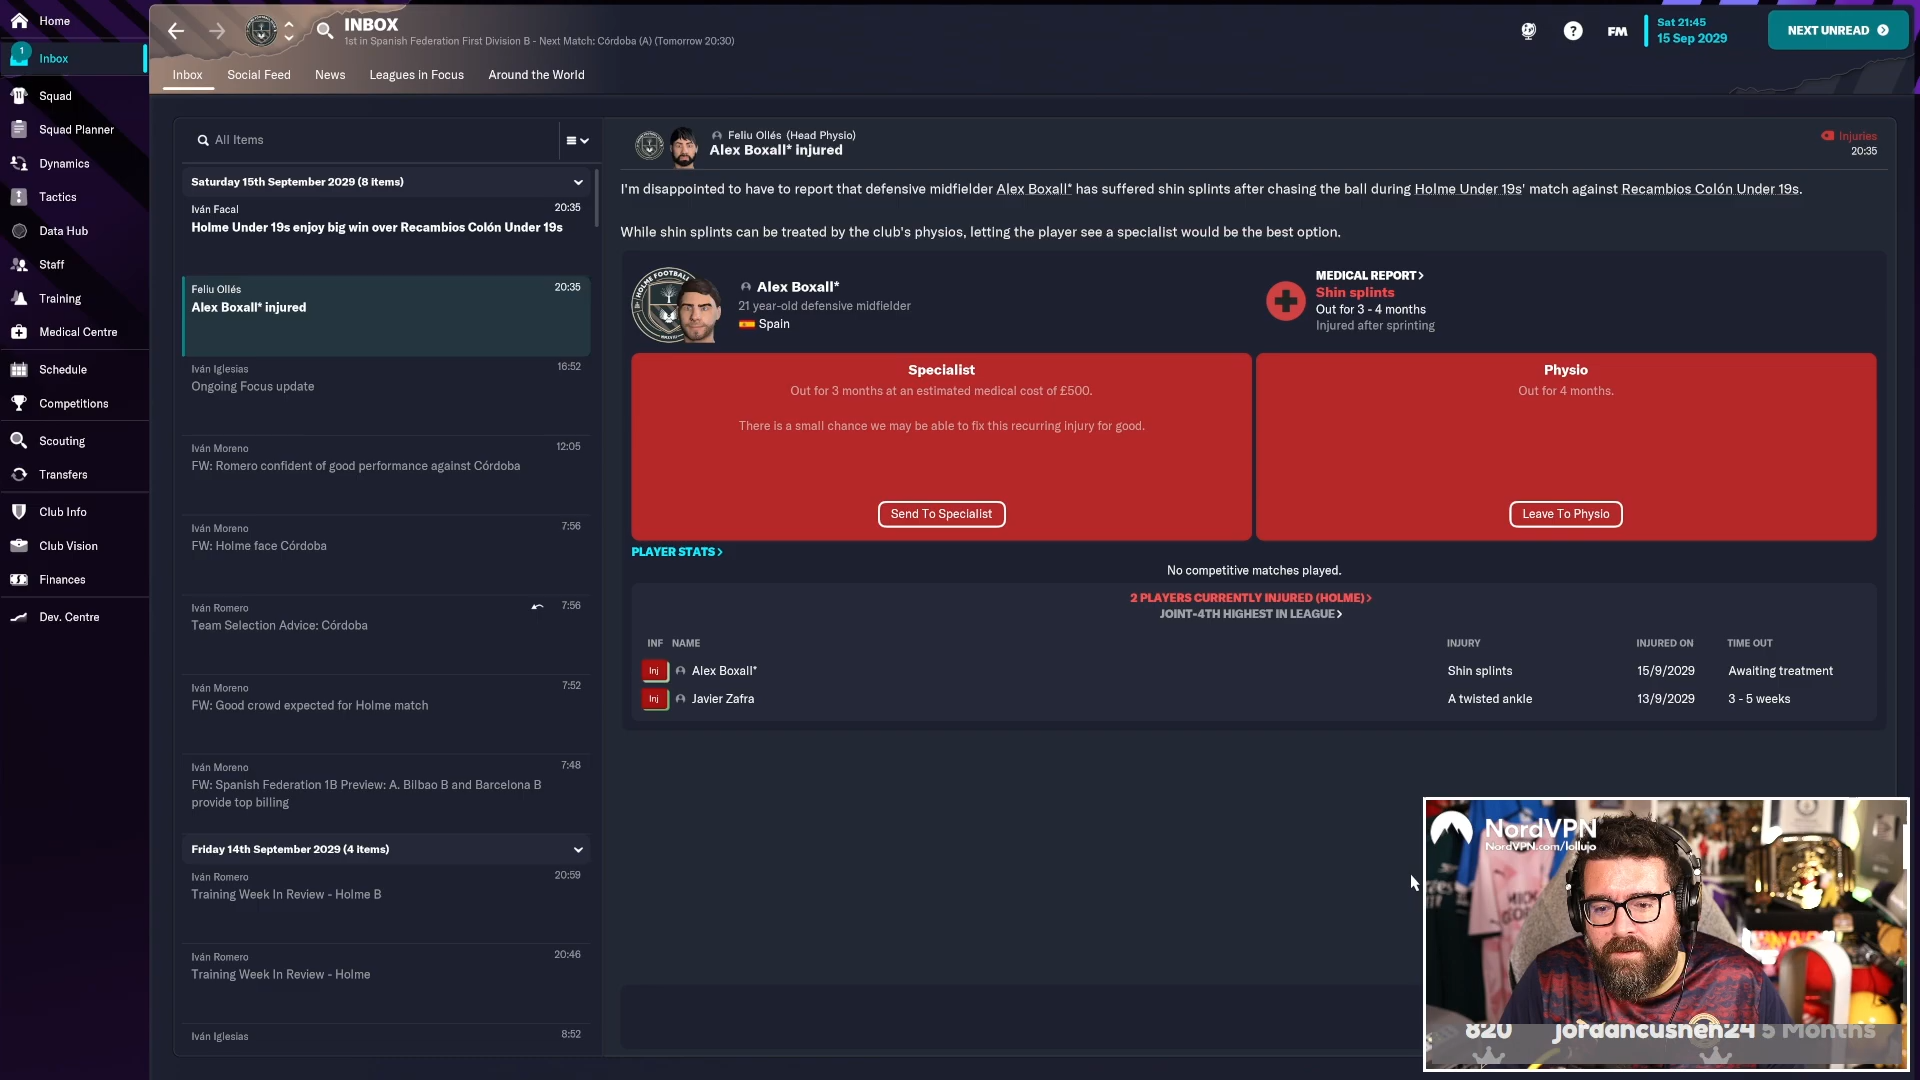 Home
1
Inbox
Squad
Squad Planner
Dynamics
Tactics
Data Hub
Staff
Training
Medical Centre
Schedule
Competitions
Scouting
Transfers
Club Info
Club Vision
Finances
Dev. Centre
INBOX
1st in Spanish Federation First Division B - Next Match: Córdoba (A) (Tomorrow 20:30)
FM
Sat 21:45
15 Sep 2029
NEXT UNREAD
Inbox Social Feed News Leagues in Focus Around the World
All Items
Saturday 15th September 2029 (8 items)
Iván Facal 20:35
Holme Under 19s enjoy big win over Recambios Colón Under 19s
Feliu Ollés 20:35
Alex Boxall* injured
Iván Iglesias 16:52
Ongoing Focus update
Iván Moreno 12:05
FW: Romero confident of good performance against Córdoba
Iván Moreno 7:56
FW: Holme face Córdoba
Iván Romero 7:56
Team Selection Advice: Córdoba
Iván Moreno 7:52
FW: Good crowd expected for Holme match
Iván Moreno 7:48
FW: Spanish Federation 1B Preview: A. Bilbao B and Barcelona B
provide top billing
Friday 14th September 2029 (4 items)
Iván Romero 20:59
Training Week In Review - Holme B
Iván Romero 20:46
Training Week In Review - Holme
Iván Iglesias 8:52
Feliu Ollés (Head Physio)
Alex Boxall* injured
Injuries
20:35
I'm disappointed to have to report that defensive midfielder Alex Boxall* has suffered shin splints after chasing the ball during Holme Under 19s' match against Recambios Colón Under 19s.
While shin splints can be treated by the club's physios, letting the player see a specialist would be the best option.
HOLME FOOTBALL
Alex Boxall*
21 year-old defensive midfielder
Spain
MEDICAL REPORT>
Shin splints
Out for 3 - 4 months
Injured after sprinting
Specialist
Out for 3 months at an estimated medical cost of £500.
There is a small chance we may be able to fix this recurring injury for good.
Send To Specialist
Physio
Out for 4 months.
Leave To Physio
PLAYER STATS>
No competitive matches played.
2 PLAYERS CURRENTLY INJURED (HOLME)>
JOINT-4TH HIGHEST IN LEAGUE>
INF NAME INJURY INJURED ON TIME OUT
Inj Alex Boxall* Shin splints 15/9/2029 Awaiting treatment
Inj Javier Zafra A twisted ankle 13/9/2029 3 - 5 weeks
NordVPN
NordVPN.com/lollujo
820 jordancushen24 5 Months